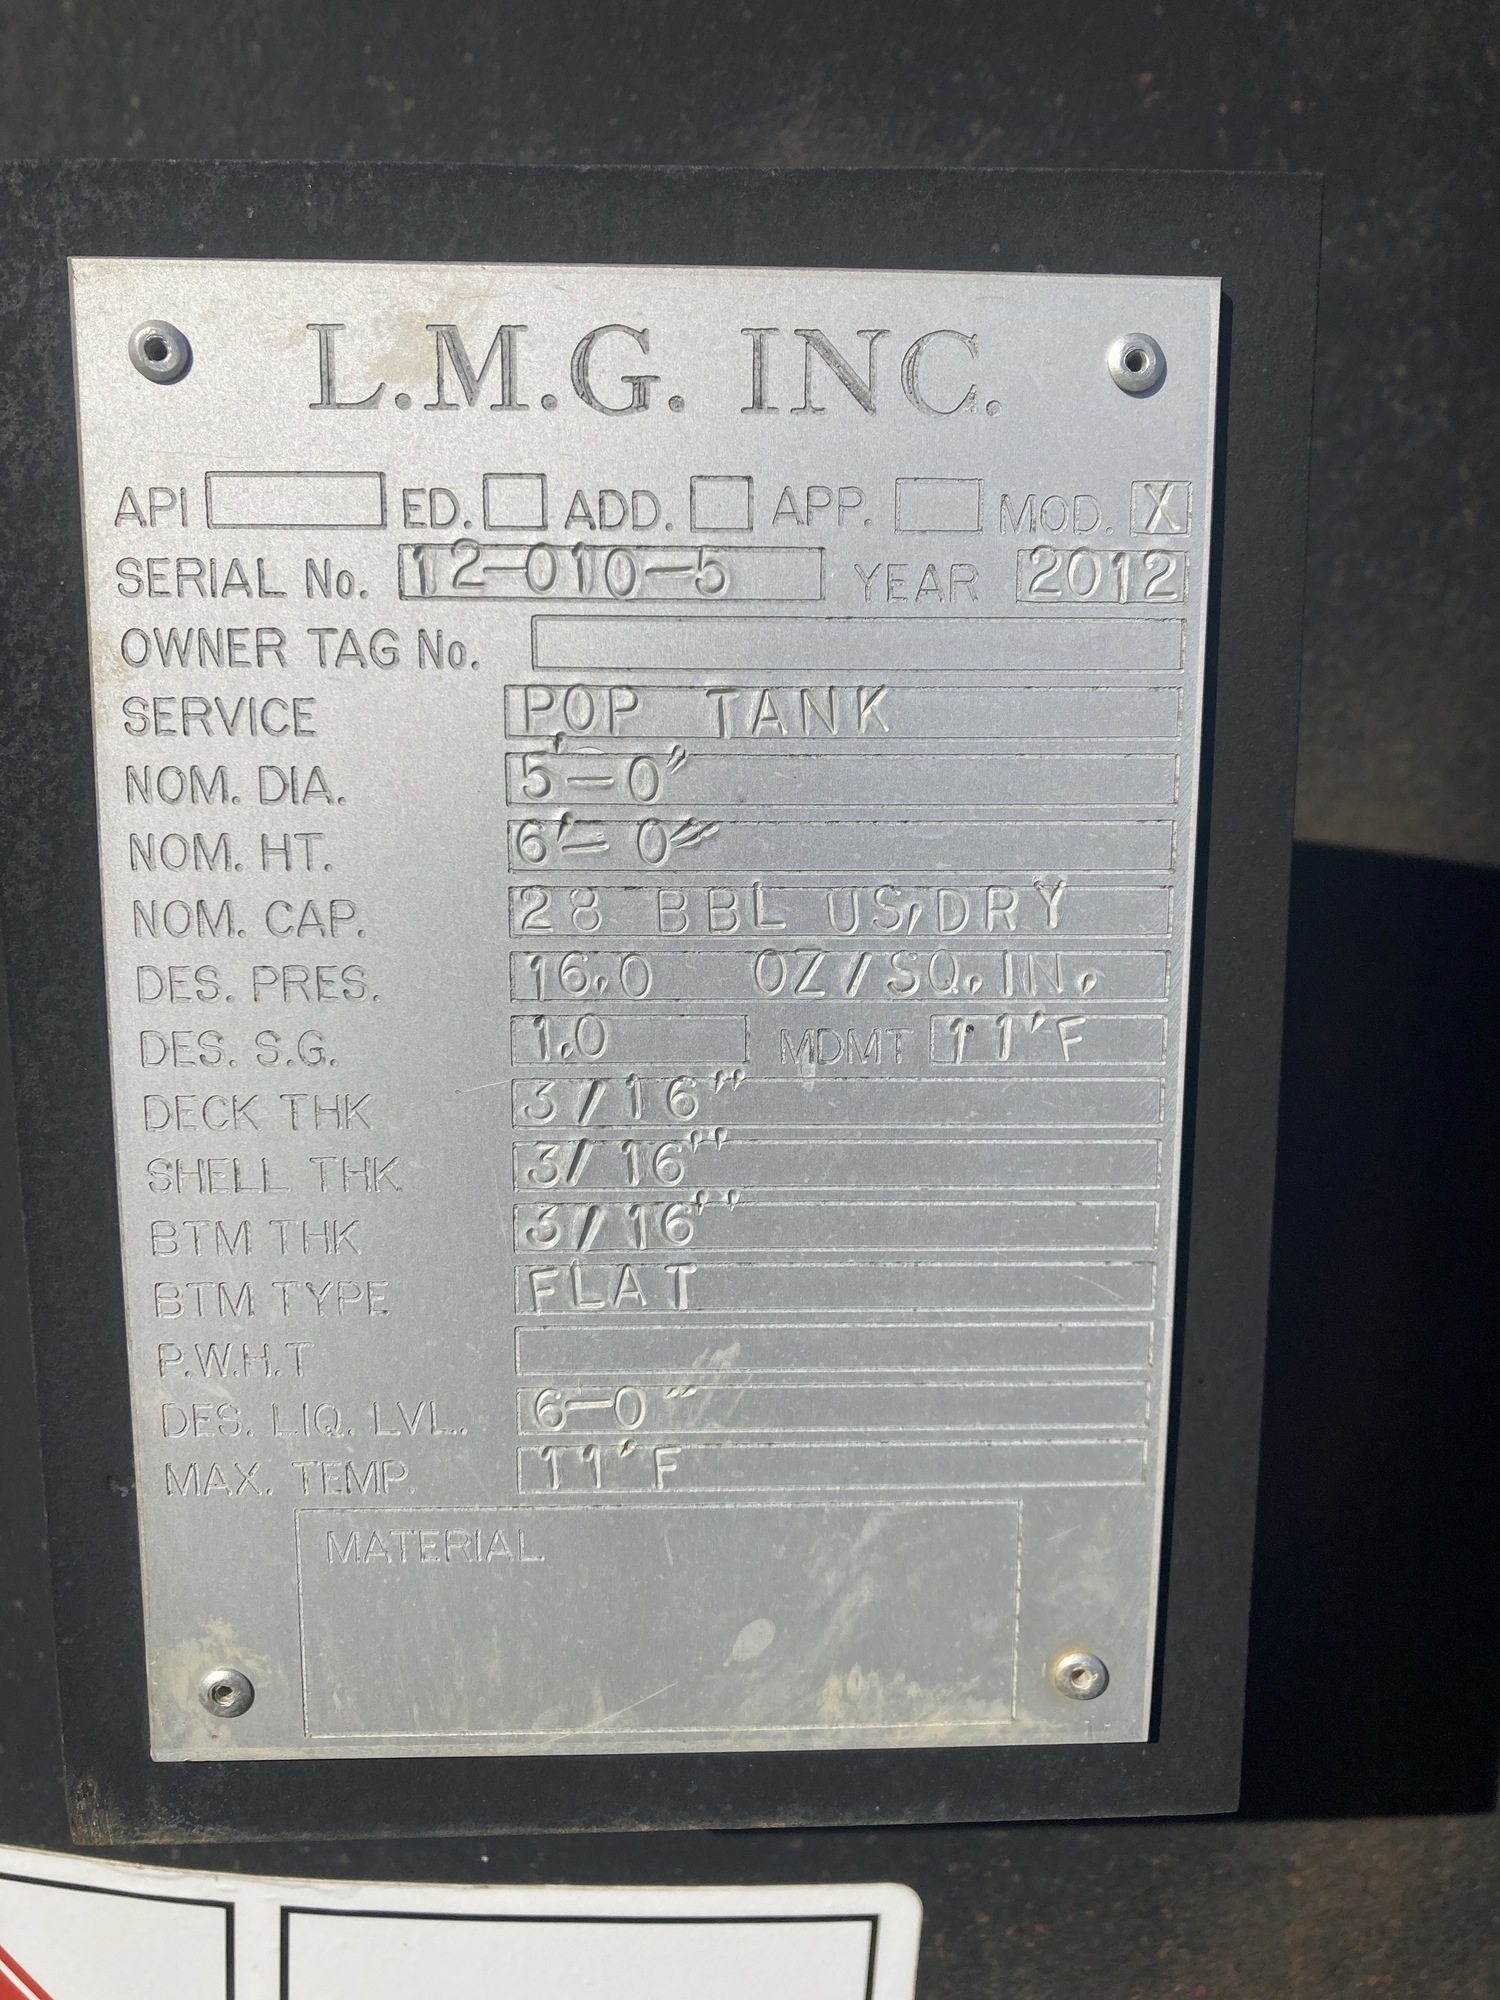 L.M.G. INC.
API ED. ADD. APP. MOD. X
SERIAL No. 12-010-5 YEAR 2012
OWNER TAG No.
SERVICE POP TANK
NOM. DIA. 5'-0"
NOM. HT. 6'-0"
NOM. CAP. 28 BBL US,DRY
DES. PRES. 16.0 OZ/SQ.IN.
DES. S.G. 1.0 MDMT 11'F
DECK THK 3/16"
SHELL THK 3/16"
BTM THK 3/16"
BTM TYPE FLAT
P.W.H.T
DES. LIQ. LVL. 6-0"
MAX. TEMP. 11'F
MATERIAL